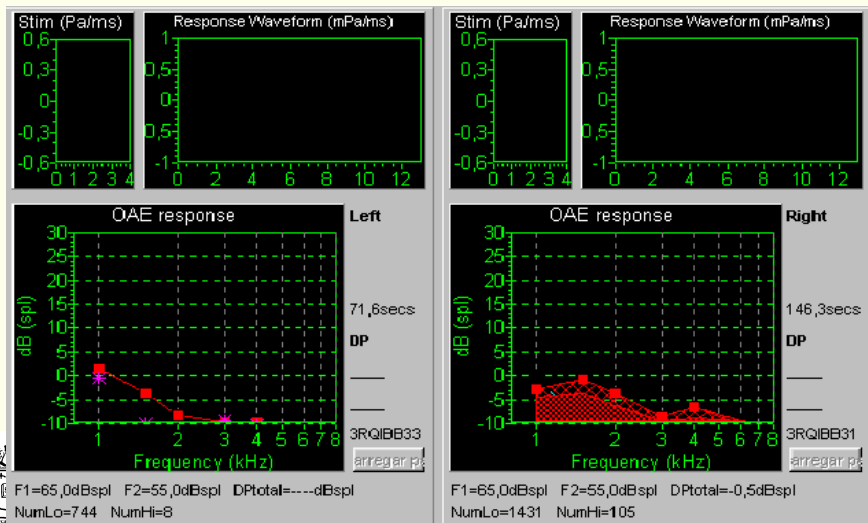 Stim (Pa/ms)
0,6
0,3
0
-0,3
-0,6
0 1 2 3 4
Response Waveform (mPa/ms)
1
0,5
0
0,5
-1
0 2 4 6 8 10 12
Stim (Pa/ms)
0,6
0,3
0
-0,3
-0,6
0 1 2 3 4
Response Waveform (mPa/ms)
1
0,5
0
0,5
-1
0 2 4 6 8 10 12
OAE response
dB (spl)
30
25
20
15
10
5
0
-5
-10
1 2 3 4 5 6 7 8
Frequency (kHz)
Left
71,6secs
DP
3RQIBB33
arregar pa
F1=65,0dBspl F2=55,0dBspl DPtotal=----dBspl
NumLo=744 NumHi=8
OAE response
dB (spl)
30
25
20
15
10
5
0
-5
-10
1 2 3 4 5 6 7 8
Frequency (kHz)
Right
146,3secs
DP
3RQIBB31
arregar pa
F1=65,0dBspl F2=55,0dBspl DPtotal=-0,5dBspl
NumLo=1431 NumHi=105